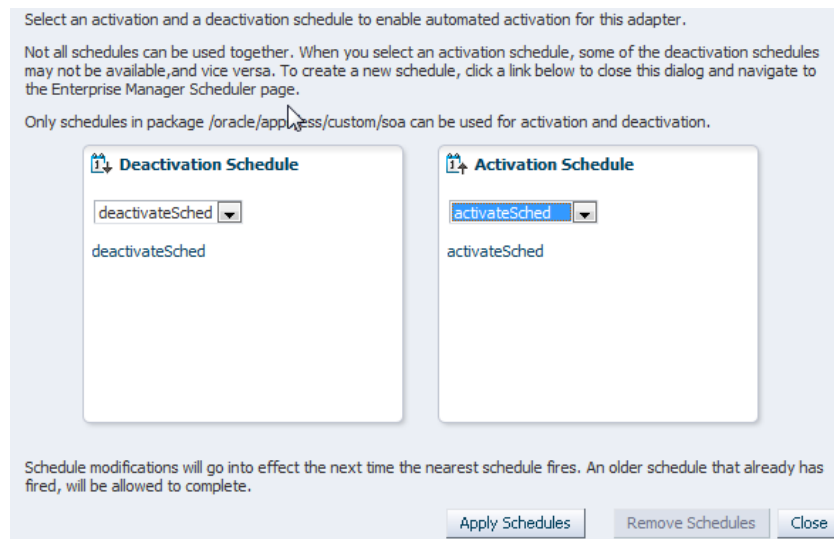 Select an activation and a deactivation schedule to enable automated activation for this adapter.
Not all schedules can be used together. When you select an activation schedule, some of the deactivation schedules
may not be available,and vice versa. To create a new schedule, click a link below to close this dialog and navigate to
the Enterprise Manager Scheduler page.
Only schedules in package can be used for activation and deactivation.
Deactivation Schedule
deactivateSched
deactivateSched
Activation Schedule
activateSched
activateSched
Schedule modifications will go into effect the next time the nearest schedule fires. An older schedule that already has
fired, will be allowed to complete.
Apply Schedules Remove Schedules Close